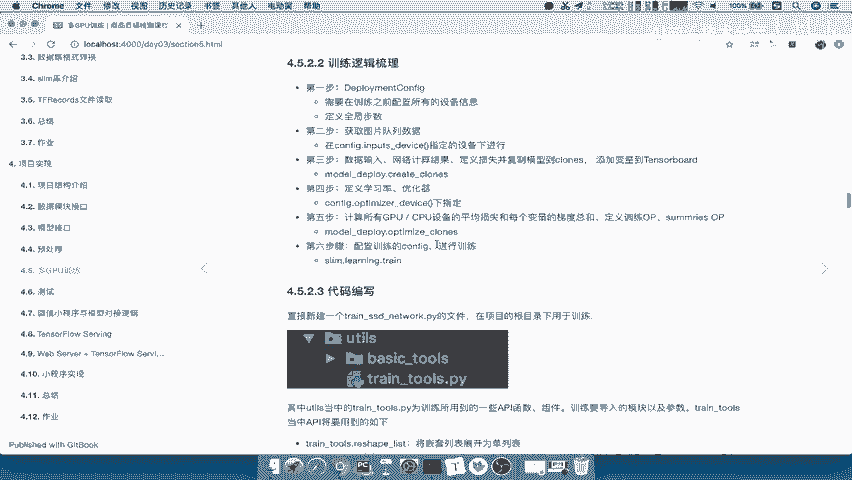 Chrome 文件 修改 视图 历史记录 书签 其他人 电动窗 帮助
100%
多GPU训练 | 商品目标检测课程
localhost:4000/day03/section5.html
3.3. 数据格式转换
3.4. slim库介绍
3.5. TFRecords文件读取
3.6. 总结
3.7. 作业
4. 项目实现
4.1. 项目结构介绍
4.2. 数据模块接口
4.3. 模型接口
4.4. 预处理
4.5. 多GPU训练
4.6. 测试
4.7. 微信小程序与模型对接逻辑
4.8. TensorFlow Serving
4.9. Web Server + TensorFlow Servi...
4.10. 小程序实现
4.11. 总结
4.12. 作业
Published with GitBook
4.5.2.2 训练逻辑梳理
第一步：DeploymentConfig
需要在训练之前配置所有的设备信息
定义全局步数
第二步：获取图片队列数据
在config.inputs_device()指定的设备下进行
第三步：数据输入、网络计算结果、定义损失并复制模型到clones， 添加变量到Tensorboard
model_deploy.create_clones
第四步：定义学习率、优化器
config.optimizer_device()下指定
第五步：计算所有GPU / CPU设备的平均损失和每个变量的梯度总和、定义训练OP、summries OP
model_deploy.optimize_clones
第六步骤：配置训练的config、进行训练
slim.learning.train
4.5.2.3 代码编写
直接新建一个train_ssd_network.py的文件，在项目的根目录下用于训练.
utils
basic_tools
train_tools.py
其中utils当中的train_tools.py为训练所用到的一些API函数、组件。训练要导入的模块以及参数。train_tools
当中API将要用到的如下
train_tools.reshape_list：将嵌套列表展开为单列表